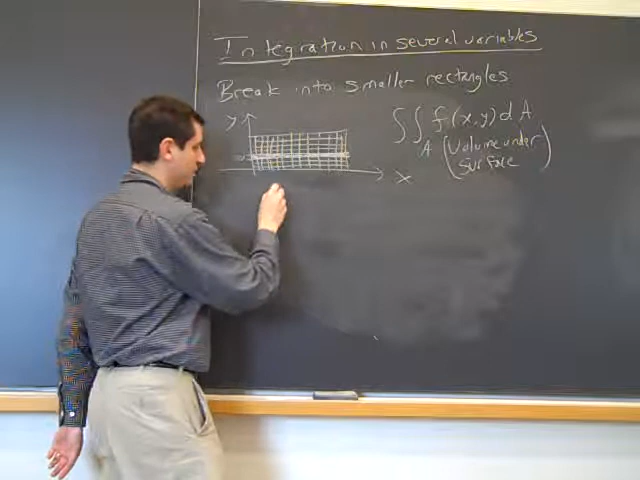 Integration in several variables
Break into smaller rectangles
y
∫∫ f(x,y) dA
A (Volume under
surface)
x